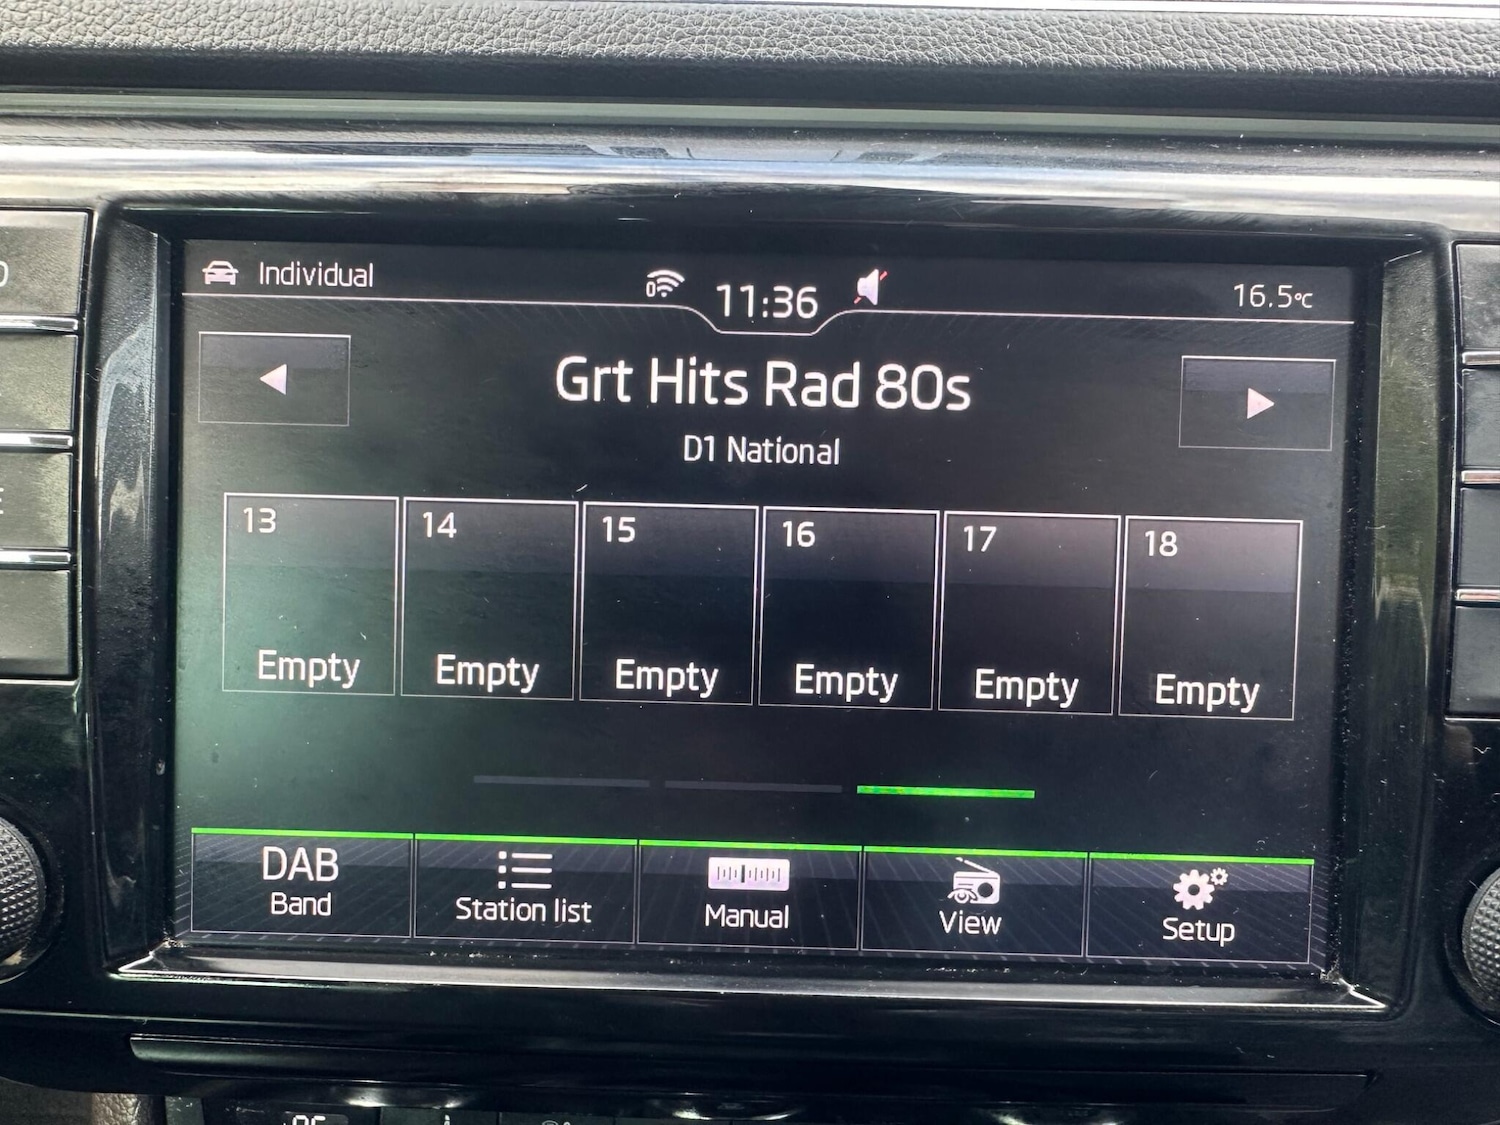 Individual
0
11:36
16.5°C
Grt Hits Rad 80s
D1 National
13
14
15
16
17
18
Empty
Empty
Empty
Empty
Empty
Empty
DAB
Band
Station list
Manual
View
Setup